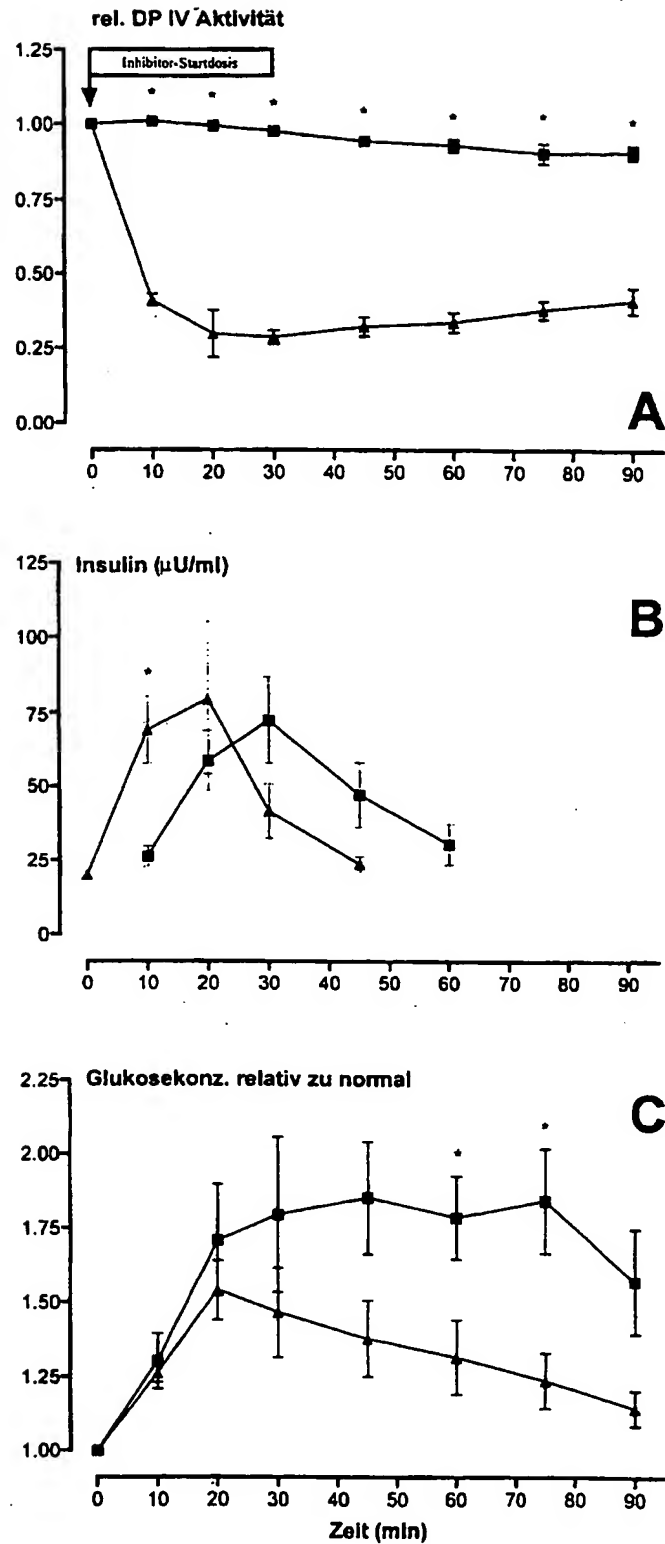 rel. DP IV Aktivität
Inhibitor-Startdosis
1.25
1.00
0.75
0.50
0.25
0.00
* * * * * * *
A
0 10 20 30 40 50 60 70 80 90
Insulin (µU/ml)
125
100
75
50
25
0
*
B
0 10 20 30 40 50 60 70 80 90
Glukosekonz. relativ zu normal
2.25
2.00
1.75
1.50
1.25
1.00
* *
C
0 10 20 30 40 50 60 70 80 90
Zeit (min)